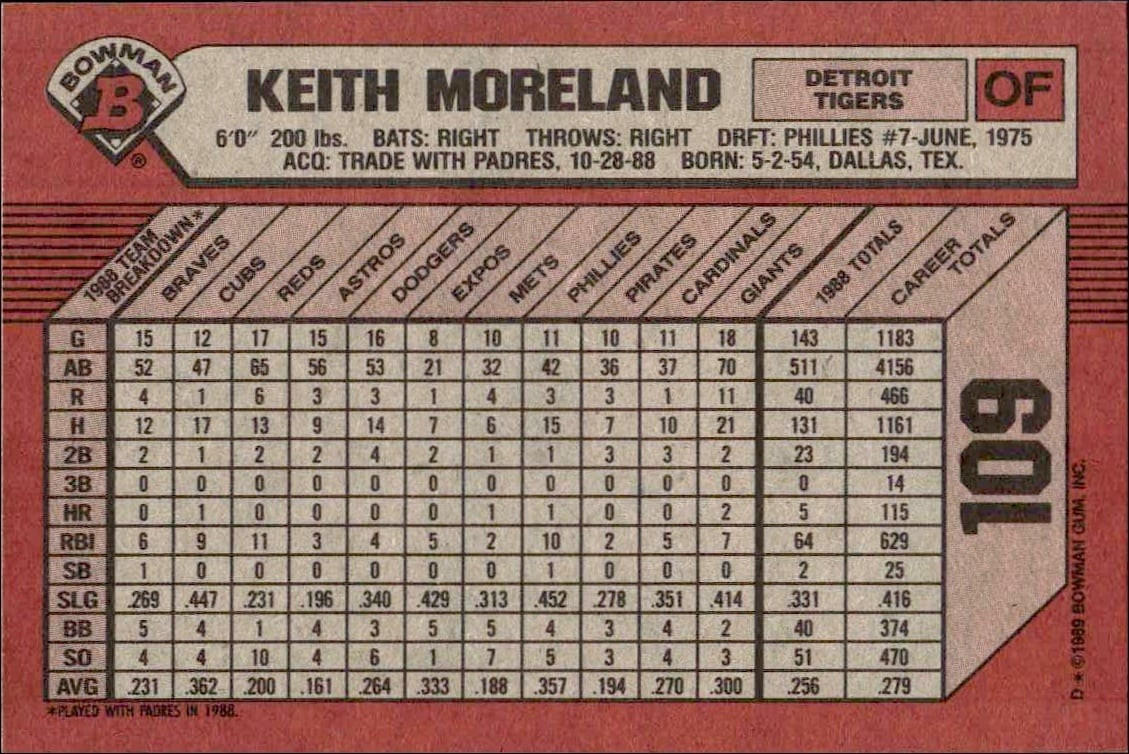 BOWMAN
B
®
KEITH MORELAND
DETROIT
TIGERS
OF
6'0" 200 lbs. BATS: RIGHT THROWS: RIGHT DRFT: PHILLIES #7-JUNE, 1975
ACQ: TRADE WITH PADRES, 10-28-88 BORN: 5-2-54, DALLAS, TEX.
1988 TEAM BREAKDOWN* BRAVES CUBS REDS ASTROS DODGERS EXPOS METS PHILLIES PIRATES CARDINALS GIANTS 1988 TOTALS CAREER TOTALS
G 15 12 17 15 16 8 10 11 10 11 18 143 1183
AB 52 47 65 56 53 21 32 42 36 37 70 511 4156
R 4 1 6 3 3 1 4 3 3 1 11 40 466
H 12 17 13 9 14 7 6 15 7 10 21 131 1161
2B 2 1 2 2 4 2 1 1 3 3 2 23 194
3B 0 0 0 0 0 0 0 0 0 0 0 0 14
HR 0 1 0 0 0 0 1 1 0 0 2 5 115
RBI 6 9 11 3 4 5 2 10 2 5 7 64 629
SB 1 0 0 0 0 0 0 1 0 0 0 2 25
SLG .269 .447 .231 .196 .340 .429 .313 .452 .278 .351 .414 .331 .416
BB 5 4 1 4 3 5 5 4 3 4 2 40 374
SO 4 4 10 4 6 1 7 5 3 4 3 51 470
AVG .231 .362 .200 .161 .264 .333 .188 .357 .194 .270 .300 .256 .279
*PLAYED WITH PADRES IN 1988.
109
D * © 1989 BOWMAN GUM, INC.